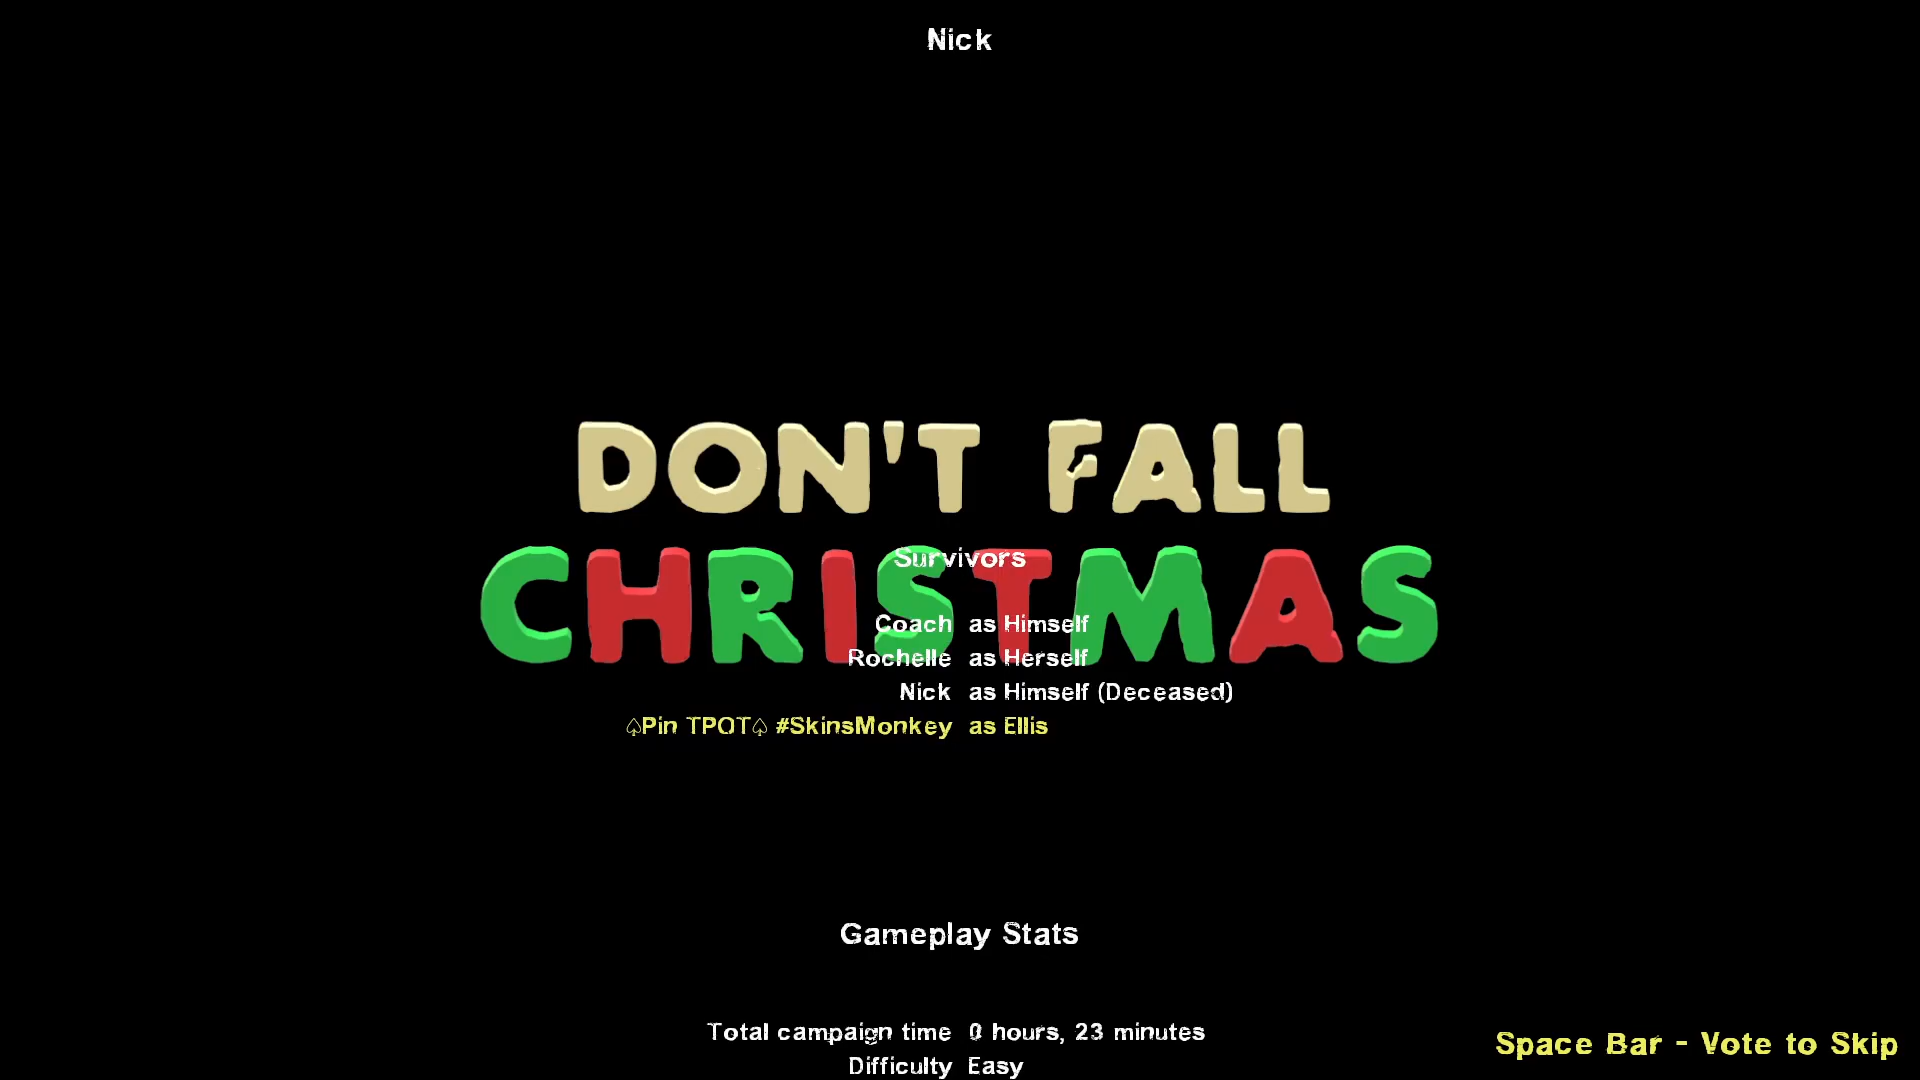 Nick
DON'T FALL
CHRISTMAS
Survivors
Coach as Himself
Rochelle as Herself
Nick as Himself (Deceased)
♤Pin TPOT♤ #SkinsMonkey as Ellis
Gameplay Stats
Total campaign time 0 hours, 23 minutes
Difficulty Easy
Space Bar - Vote to Skip